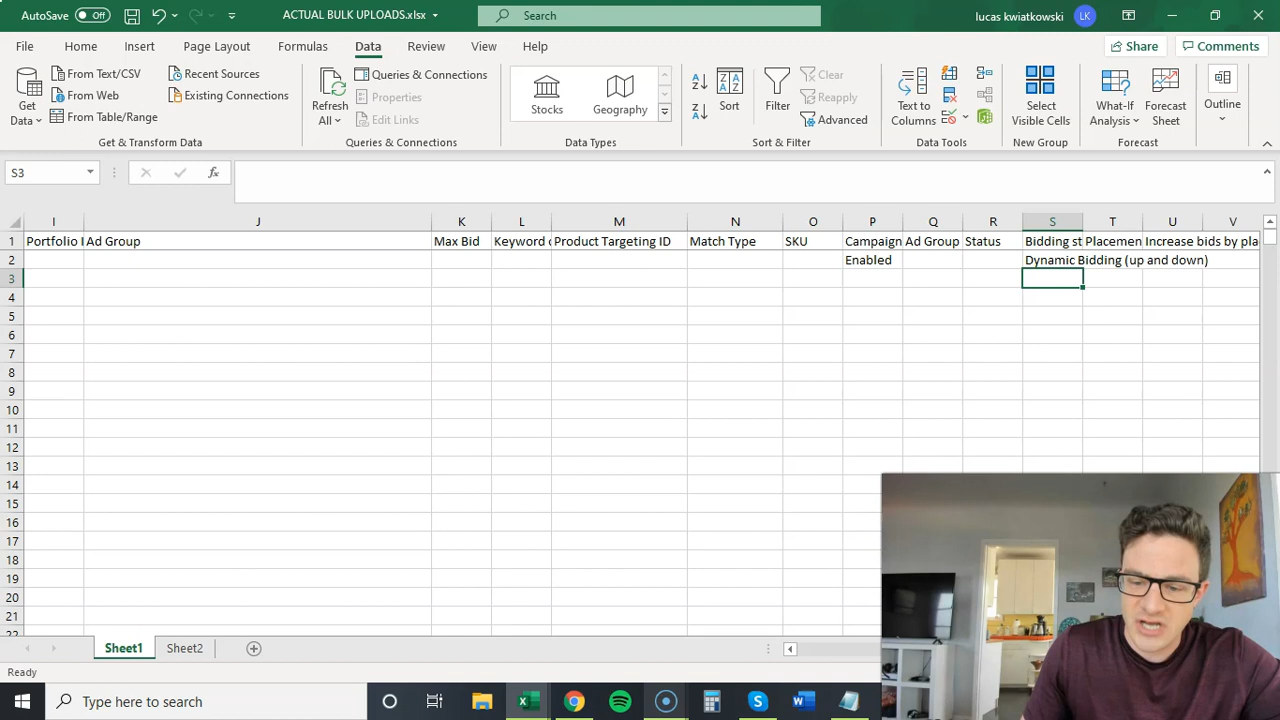 AutoSave Off ACTUAL BULK UPLOADS.xlsx Search lucas kwiatkowski LK
File Home Insert Page Layout Formulas Data Review View Help Share Comments
Get Data
From Text/CSV
From Web
From Table/Range
Recent Sources
Existing Connections
Get & Transform Data
Refresh All
Queries & Connections
Properties
Edit Links
Queries & Connections
Stocks
Geography
Data Types
Sort
Filter
Clear
Reapply
Advanced
Sort & Filter
Text to Columns
Data Tools
Select Visible Cells
New Group
What-If Analysis
Forecast Sheet
Forecast
Outline
S3
I J K L M N O P Q R S T U V
1 Portfolio I Ad Group Max Bid Keyword o Product Targeting ID Match Type SKU Campaign Ad Group Status Bidding st Placemen Increase bids by pla
2 Enabled Dynamic Bidding (up and down)
3
4
5
6
7
8
9
10
11
12
13
14
15
16
17
18
19
20
21
22
Sheet1 Sheet2
Ready
Type here to search